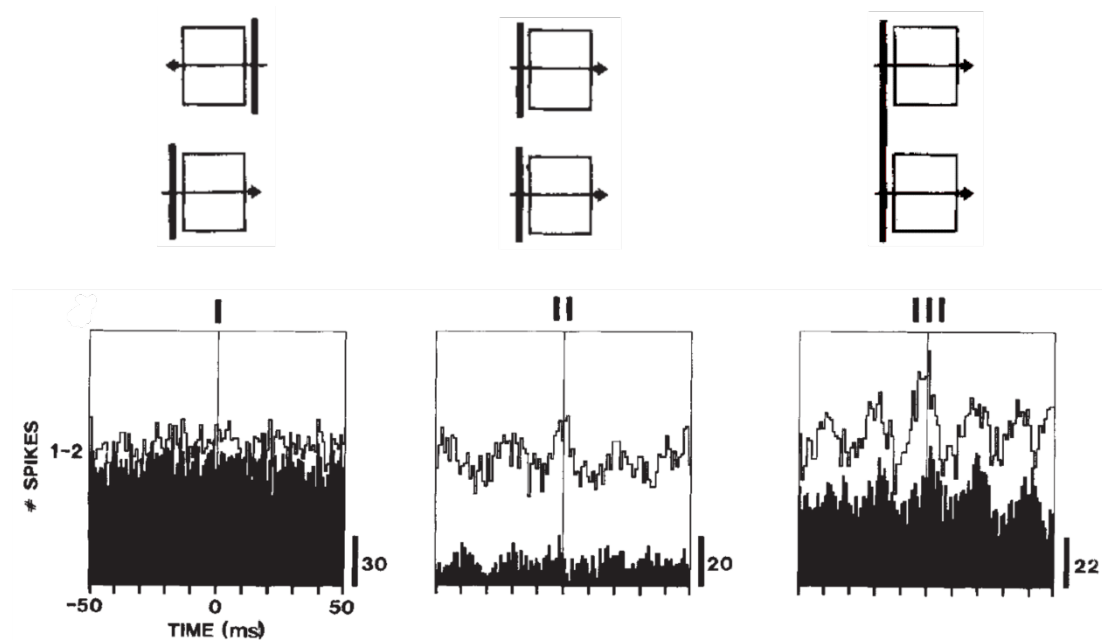 I II III
# SPIKES
1-2
30 20 22
-50 0 50
TIME (ms)